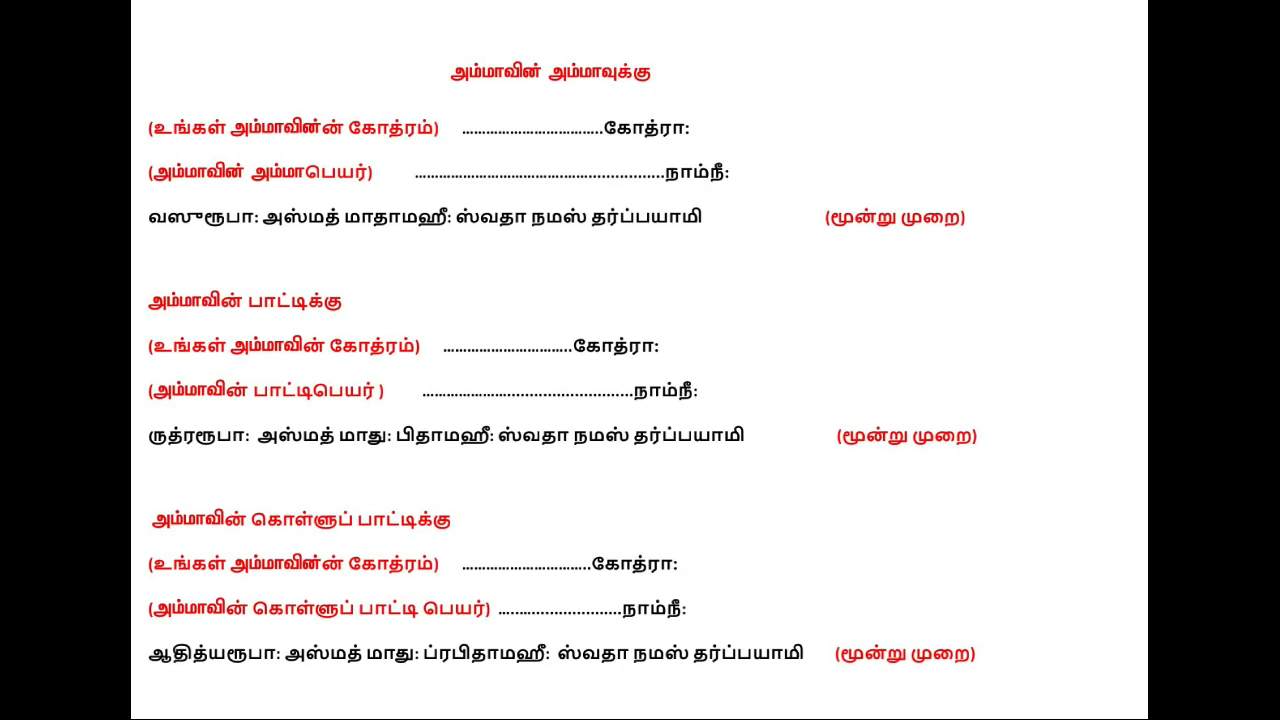 அம்மாவின் அம்மாவுக்கு
(உங்கள் அம்மாவின்ன் கோத்ரம்) ……………………………..கோத்ரா:
(அம்மாவின் அம்மாபெயர்) ……………………………………..................நாம்நீ:
வஸுரூபா: அஸ்மத் மாதாமஹீ: ஸ்வதா நமஸ் தர்ப்பயாமி (மூன்று முறை)
அம்மாவின் பாட்டிக்கு
(உங்கள் அம்மாவின் கோத்ரம்) …………………………..கோத்ரா:
(அம்மாவின் பாட்டிபெயர் ) ……………………..............................நாம்நீ:
ருத்ரரூபா: அஸ்மத் மாது: பிதாமஹீ: ஸ்வதா நமஸ் தர்ப்பயாமி (மூன்று முறை)
அம்மாவின் கொள்ளுப் பாட்டிக்கு
(உங்கள் அம்மாவின்ன் கோத்ரம்) …………………………..கோத்ரா:
(அம்மாவின் கொள்ளுப் பாட்டி பெயர்) ………......................நாம்நீ:
ஆதித்யரூபா: அஸ்மத் மாது: ப்ரபிதாமஹீ: ஸ்வதா நமஸ் தர்ப்பயாமி (மூன்று முறை)